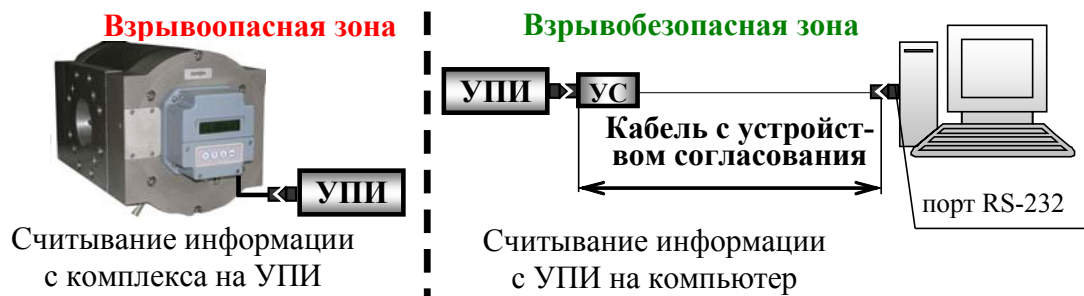 Взрывоопасная зона
УПИ
Считывание информации
с комплекса на УПИ
Взрывобезопасная зона
УПИ
УС
Кабель с устройст-
вом согласования
порт RS-232
Считывание информации
с УПИ на компьютер